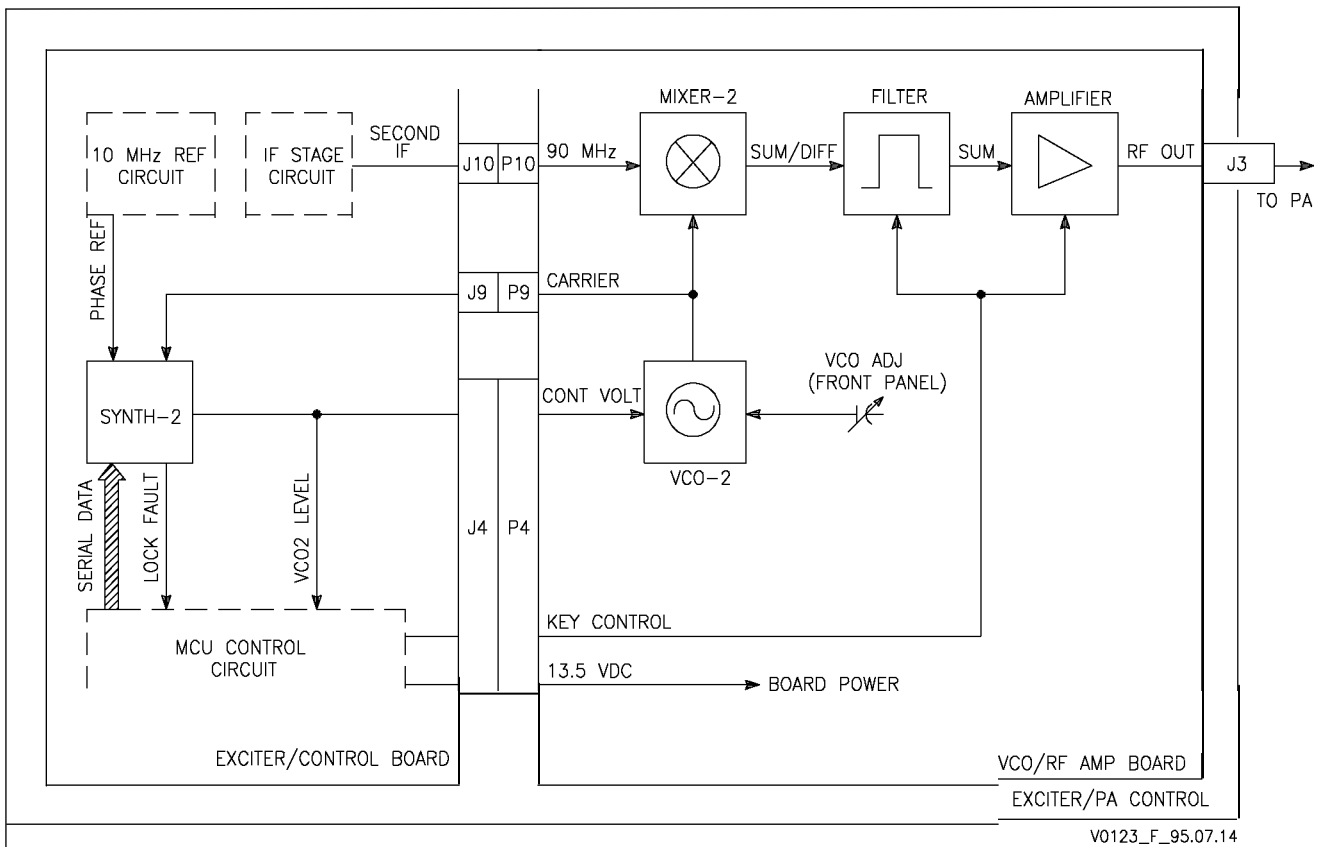 MIXER-2
FILTER
AMPLIFIER
10 MHz REF
CIRCUIT
IF STAGE
CIRCUIT
SECOND
IF
J10
P10
90 MHz
SUM/DIFF
SUM
RF OUT
J3
TO PA
PHASE REF
J9
P9
CARRIER
SYNTH-2
CONT VOLT
VCO ADJ
(FRONT PANEL)
VCO-2
SERIAL DATA
LOCK FAULT
VCO2 LEVEL
J4
P4
MCU CONTROL
CIRCUIT
KEY CONTROL
13.5 VDC
BOARD POWER
EXCITER/CONTROL BOARD
VCO/RF AMP BOARD
EXCITER/PA CONTROL
V0123_F_95.07.14